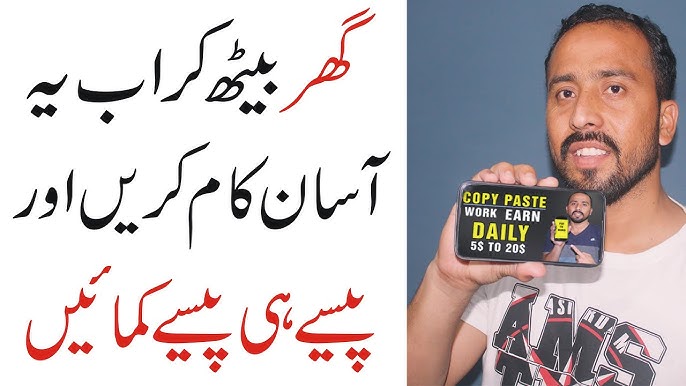 گھر بیٹھ کر اب یہ
آسان کام کریں اور
پیسے ہی پیسے کمائیں
COPY PASTE
WORK EARN
DAILY
5$ TO 20$
AMS